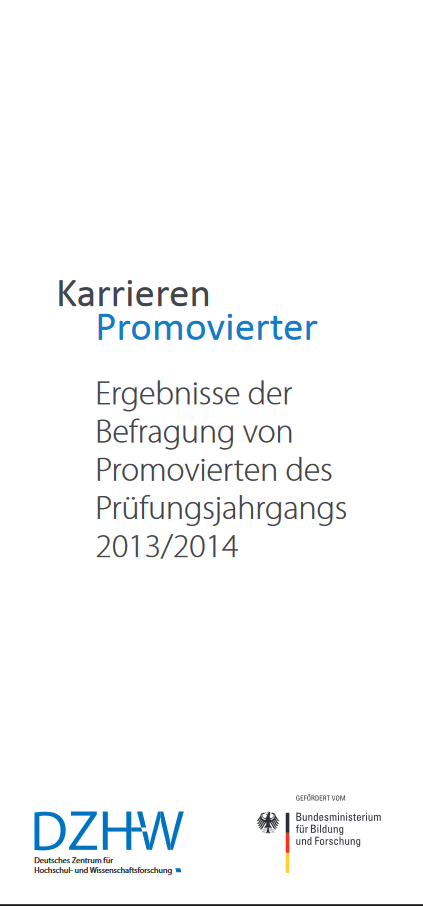 Karrieren
Promovierter
Ergebnisse der
Befragung von
Promovierten des
Prüfungsjahrgangs
2013/2014
DZHW
Deutsches Zentrum für
Hochschul- und Wissenschaftsforschung
GEFÖRDERT VOM
Bundesministerium
für Bildung
und Forschung